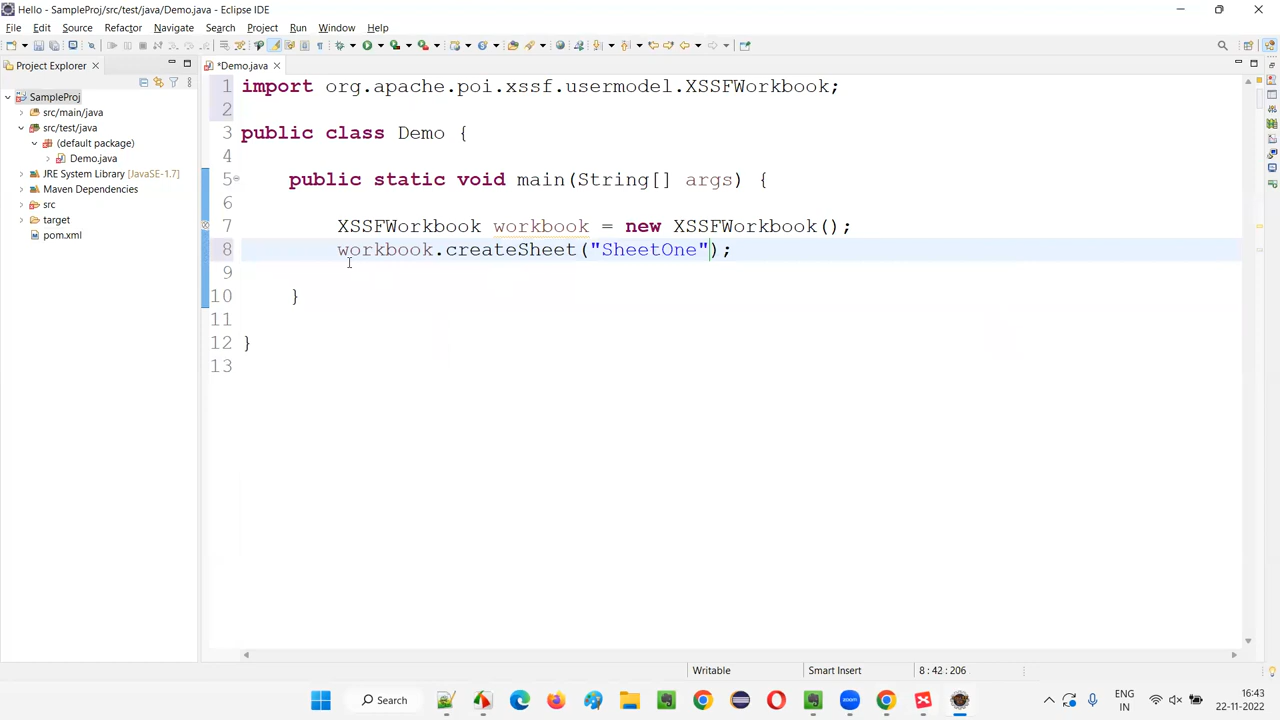 Hello - SampleProj/src/test/java/Demo.java - Eclipse IDE
File Edit Source Refactor Navigate Search Project Run Window Help
Project Explorer
*Demo.java
SampleProj
src/main/java
src/test/java
(default package)
Demo.java
JRE System Library [JavaSE-1.7]
Maven Dependencies
src
target
pom.xml
1 import org.apache.poi.xssf.usermodel.XSSFWorkbook;
2
3 public class Demo {
4
5 public static void main(String[] args) {
6
7 XSSFWorkbook workbook = new XSSFWorkbook();
8 workbook.createSheet("SheetOne");
9
10 }
11
12 }
13
Writable Smart Insert 8 : 42 : 206
Search
ENG
IN
16:43
22-11-2022